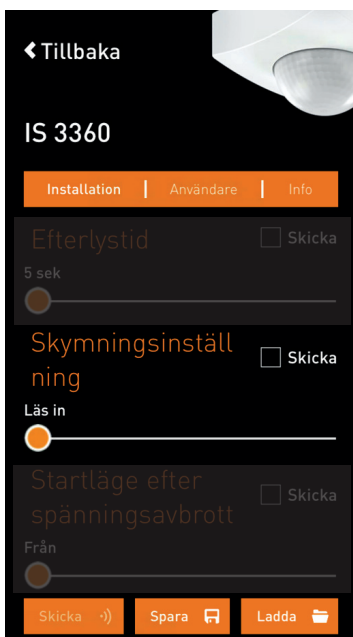 Tillbaka
IS 3360
Installation | Användare | Info
Efterlystid Skicka
5 sek
Skymningsinställ
ning
Skicka
Läs in
Startläge efter
spänningsavbrott
Skicka
Från
Skicka Spara Ladda